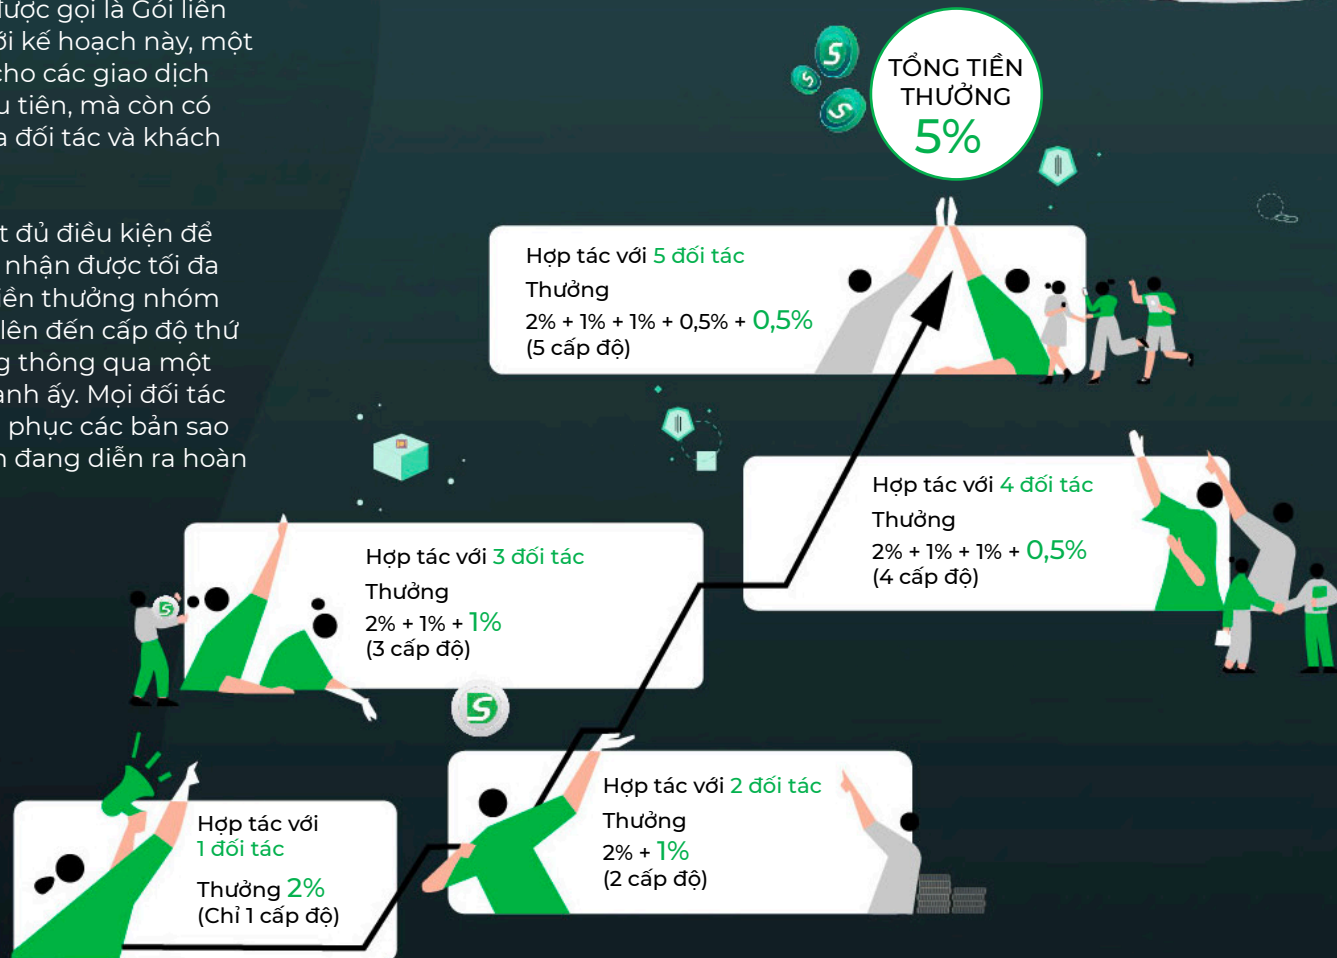 được gọi là Gói liên
ới kế hoạch này, một
cho các giao dịch
u tiên, mà còn có
a đối tác và khách
t đủ điều kiện để
nhận được tối đa
iền thưởng nhóm
lên đến cấp độ thứ
g thông qua một
anh ấy. Mọi đối tác
phục các bản sao
n đang diễn ra hoàn
TỔNG TIỀN
THƯỞNG
5%
Hợp tác với 5 đối tác
Thưởng
2% + 1% + 1% + 0,5% + 0,5%
(5 cấp độ)
Hợp tác với 4 đối tác
Thưởng
2% + 1% + 1% + 0,5%
(4 cấp độ)
Hợp tác với 3 đối tác
Thưởng
2% + 1% + 1%
(3 cấp độ)
Hợp tác với 2 đối tác
Thưởng
2% + 1%
(2 cấp độ)
Hợp tác với
1 đối tác
Thưởng 2%
(Chỉ 1 cấp độ)